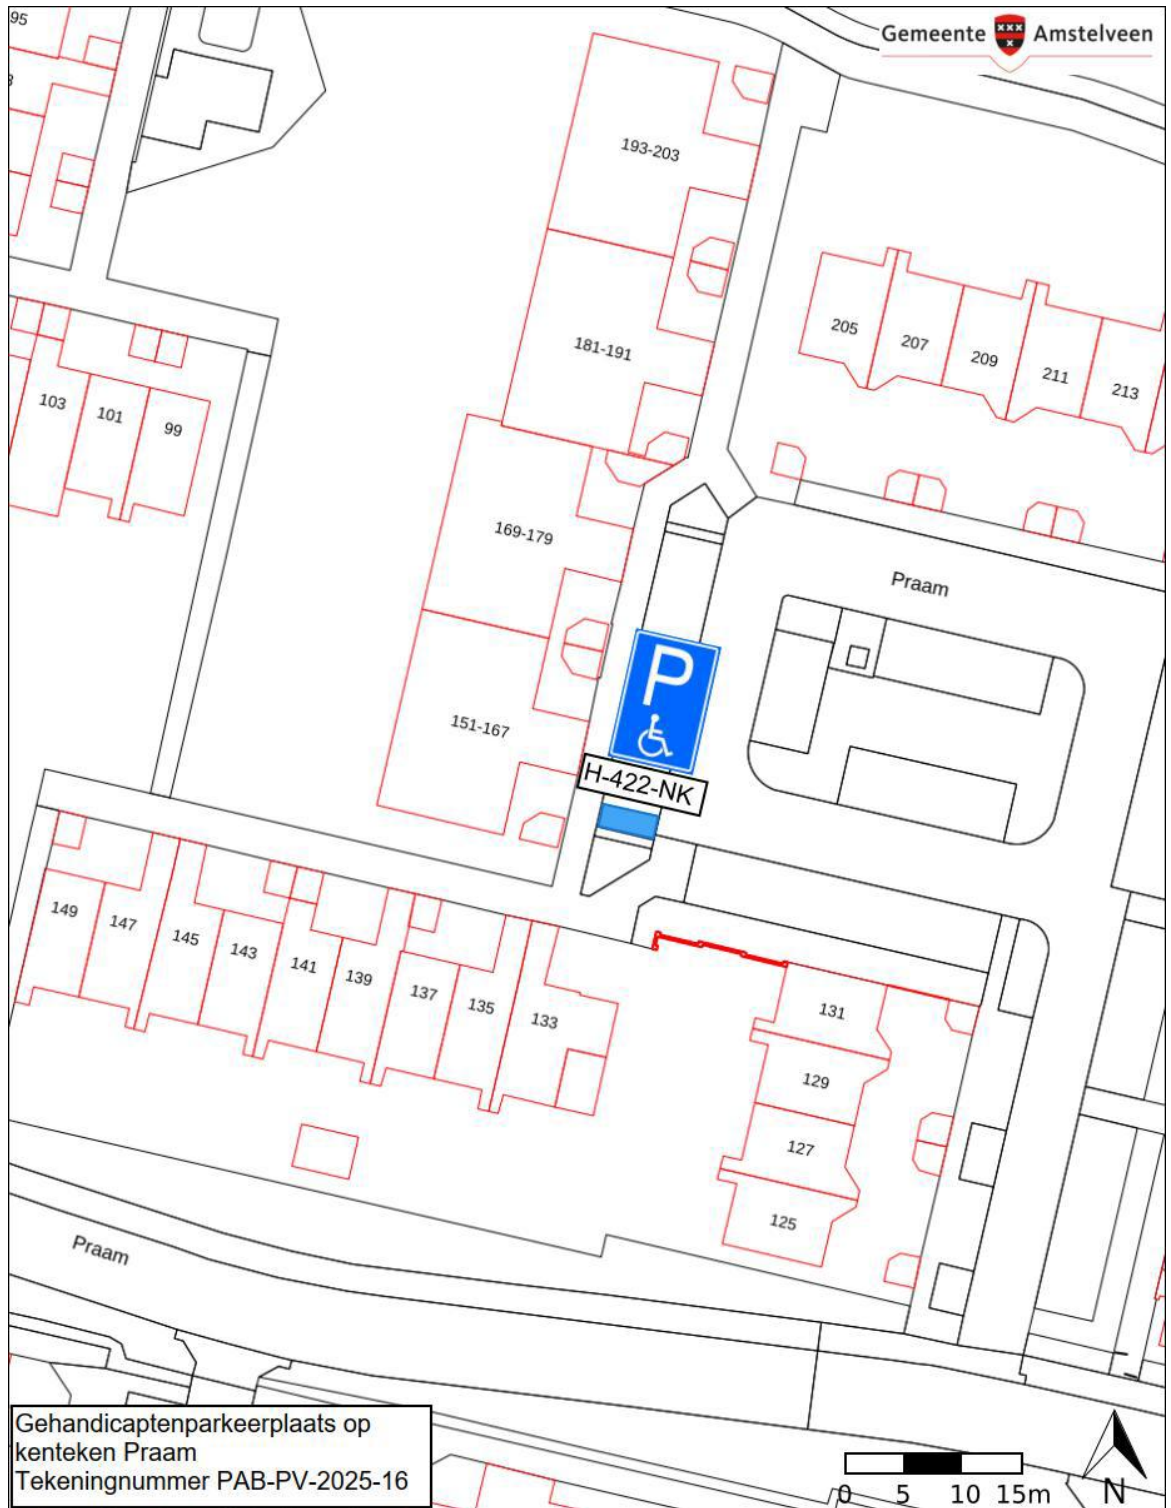 95
Gemeente Amstelveen
193-203
181-191
205
207
209
211
213
103
101
99
169-179
Praam
P
151-167
H-422-NK
149
147
145
143
141
139
137
135
133
131
129
127
125
Praam
Gehandicaptenparkeerplaats op
kenteken Praam
Tekeningnummer PAB-PV-2025-16
0 5 10 15m
N